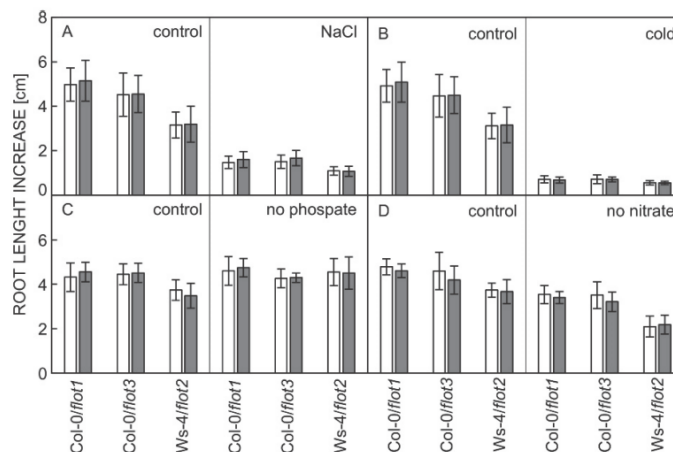 ROOT LENGHT INCREASE [cm]
8
6
4
2
0
A control NaCl
B control cold
6
4
2
0
C control no phospate
D control no nitrate
Col-0/flot1 Col-0/flot3 Ws-4/flot2 Col-0/flot1 Col-0/flot3 Ws-4/flot2 Col-0/flot1 Col-0/flot3 Ws-4/flot2 Col-0/flot1 Col-0/flot3 Ws-4/flot2